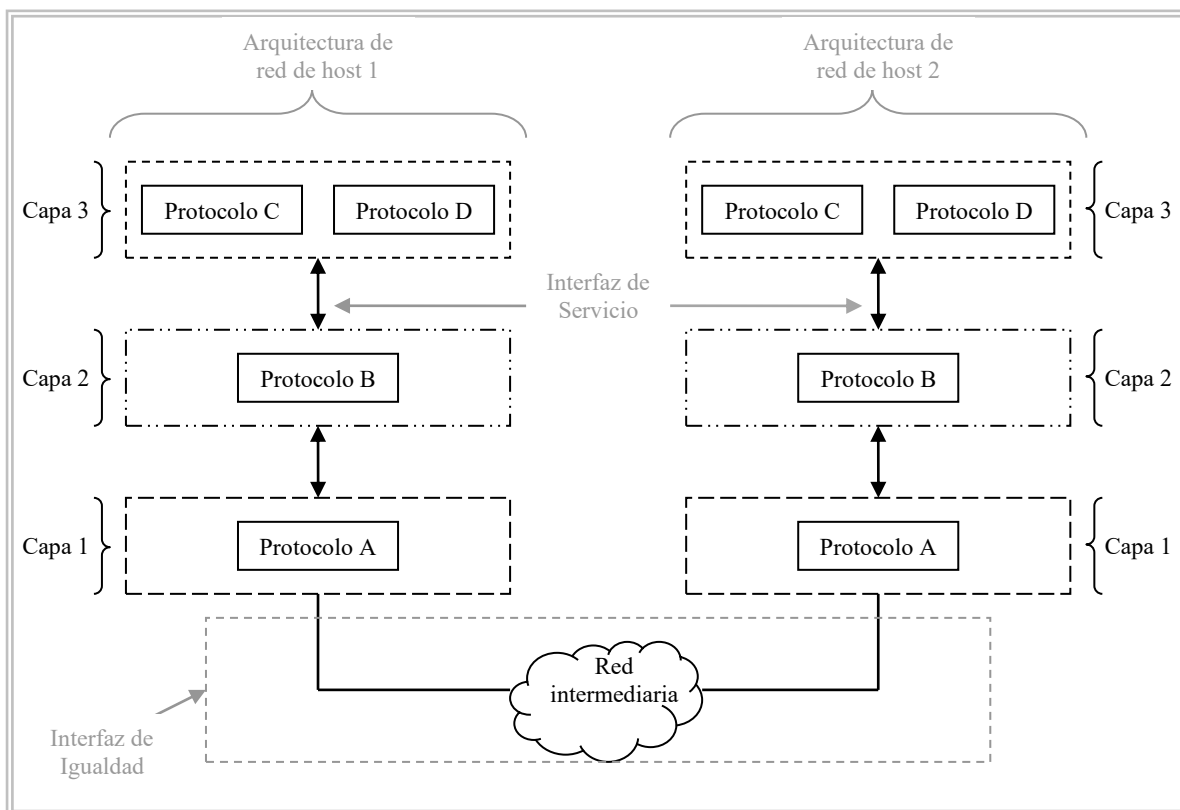 Arquitectura de
red de host 1
Arquitectura de
red de host 2
Capa 3
Protocolo C
Protocolo D
Protocolo C
Protocolo D
Capa 3
Interfaz de
Servicio
Capa 2
Protocolo B
Protocolo B
Capa 2
Capa 1
Protocolo A
Protocolo A
Capa 1
Red
intermediaria
Interfaz de
Igualdad